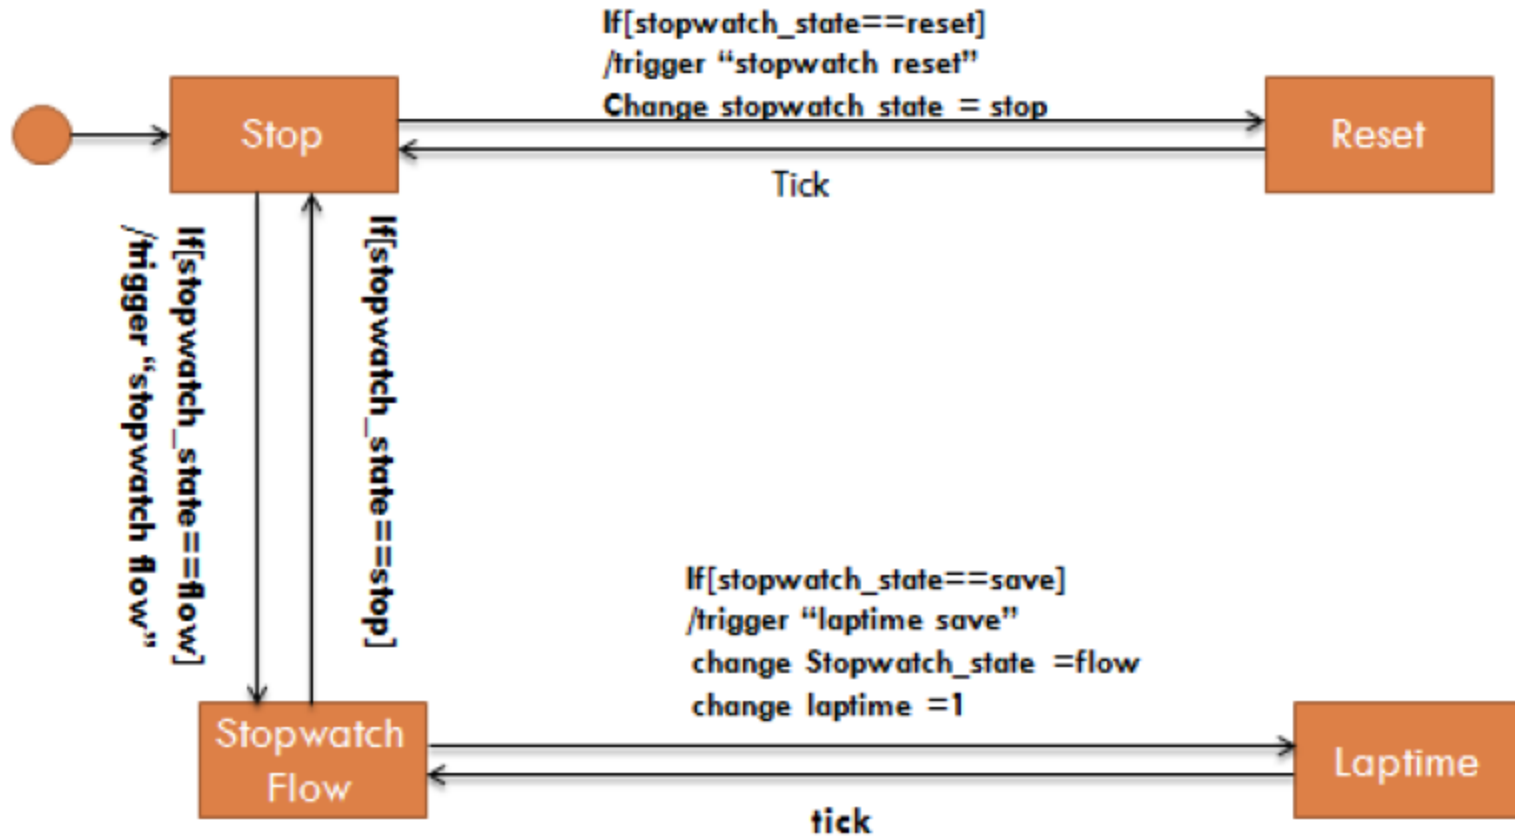 If[stopwatch_state==reset]
/trigger “stopwatch reset”
Change stopwatch state = stop
Stop
Reset
Tick
If[stopwatch_state==flow]
/trigger “stopwatch flow”
If[stopwatch_state==stop]
If[stopwatch_state==save]
/trigger “laptime save”
change Stopwatch_state =flow
change laptime =1
Stopwatch
Flow
Laptime
tick